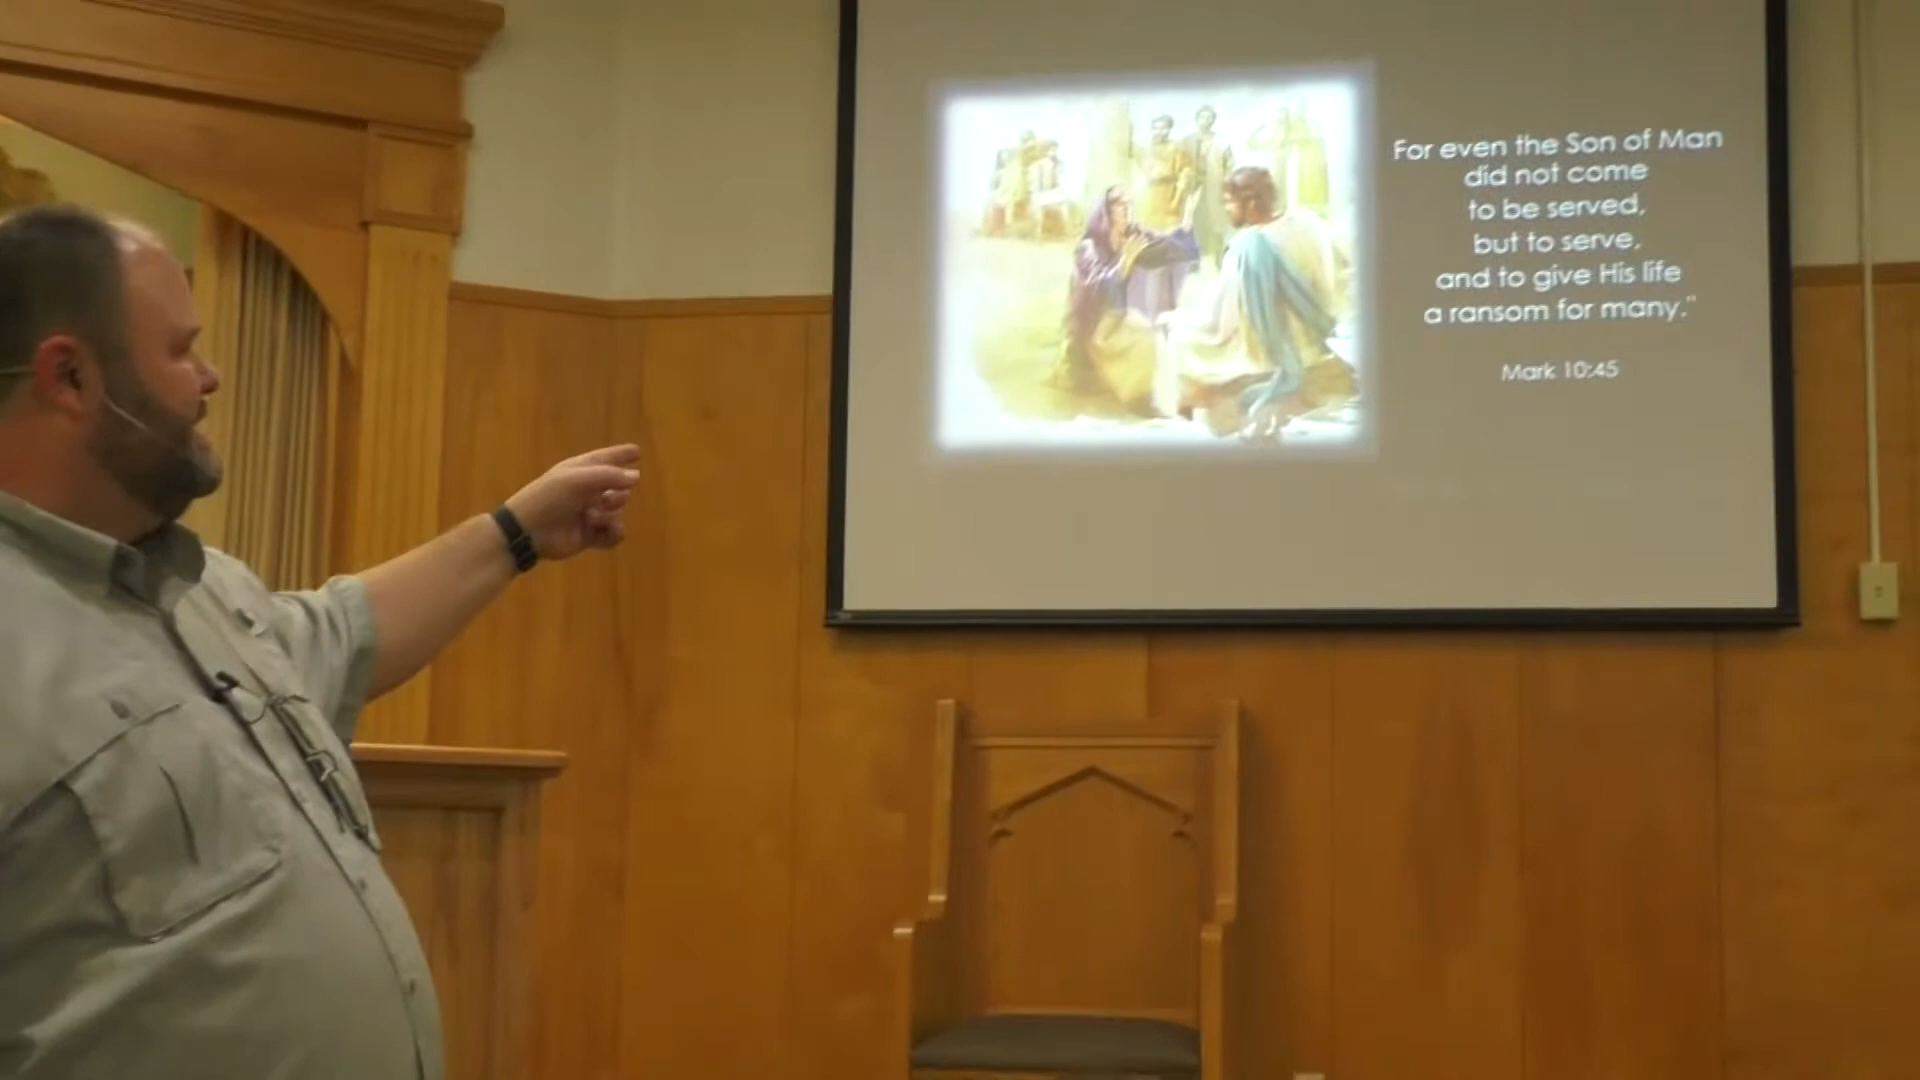 For even the Son of Man
did not come
to be served,
but to serve,
and to give His life
a ransom for many."
Mark 10:45